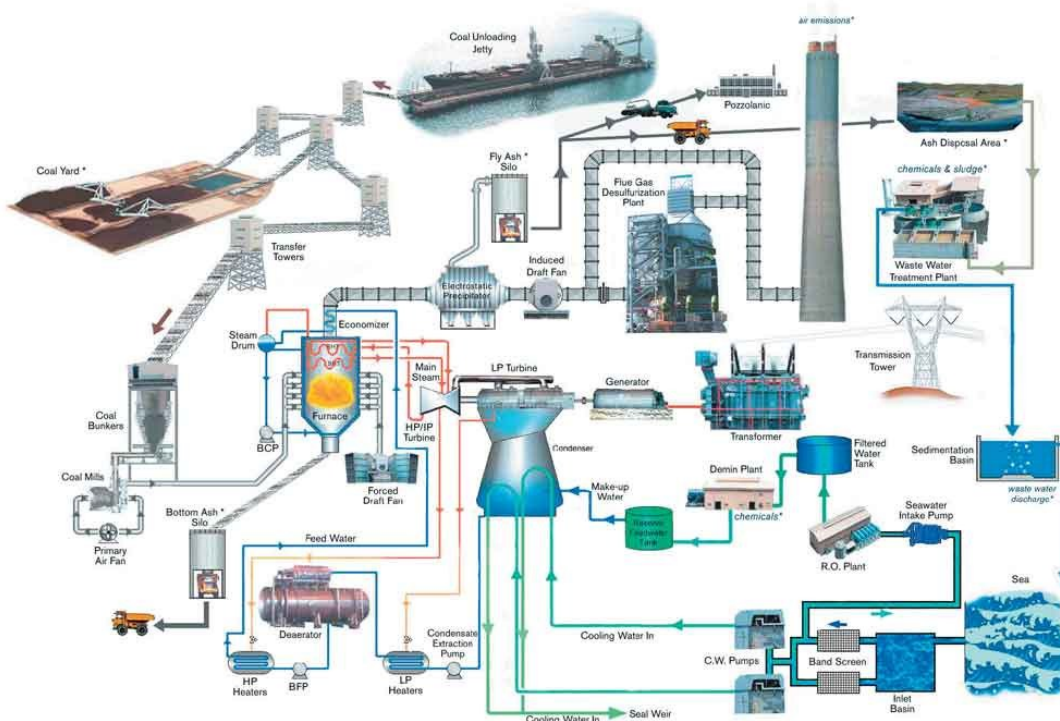 air emissions*
Coal Unloading
Jetty
Pozzolanic
Coal Yard *
Fly Ash *
Silo
Ash Disposal Area *
Flue Gas
Desulfurization
Plant
chemicals & sludge*
Transfer
Towers
Electrostatic
Precipitater
Induced
Draft Fan
Waste Water
Treatment Plant
Economizer
Steam
Drum
Main
Steam
LP Turbine
Generator
Transmission
Tower
Furnace
HP/IP
Turbine
Transformer
Coal
Bunkers
BCP
Condenser
Filtered
Water
Tank
Sedimentation
Basin
Coal Mills
Forced
Draft Fan
Demin Plant
Make-up
Water
waste water
discharge*
Bottom Ash *
Silo
chemicals*
Reserve
Feedwater
Tank
Seawater
Intake Pump
Primary
Air Fan
Feed Water
R.O. Plant
Sea
Deaerator
Condensate
Extraction
Pump
Cooling Water In
C.W. Pumps
Band Screen
HP
Heaters
BFP
LP
Heaters
Inlet
Basin
Cooling Water In
Seal Weir